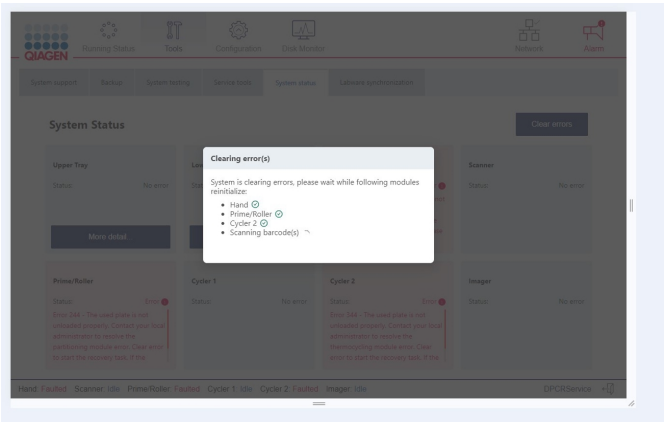 QIAGEN
Running Status
Tools
Configuration
Disk Monitor
Network
Alarm
System support
Backup
System testing
Service tools
System status
Labware synchronization
System Status
Clear errors
Upper Tray
Status: No error
More detail
Clearing error(s)
System is clearing errors, please wait while following modules
reinitialize:
• Hand
• Prime/Roller
• Cycler 2
• Scanning barcode(s)
Scanner
Status: No error
Prime/Roller
Status: Error
Error 344 - The used plate is not
unloaded properly. Contact your local
administrator to resolve the
partitioning module error. Clear error
to start the recovery task. If the
Cycler 1
Status: No error
Cycler 2
Status: Error
Error 344 - The used plate is not
unloaded properly. Contact your local
administrator to resolve the
error. Clear
error to start the recovery task. If the
Imager
Status: No error
Hand Faulted Scanner Idle Prime/Roller Faulted Cycler 1 Idle Cycler 2 Faulted Imager Idle
DPCRService